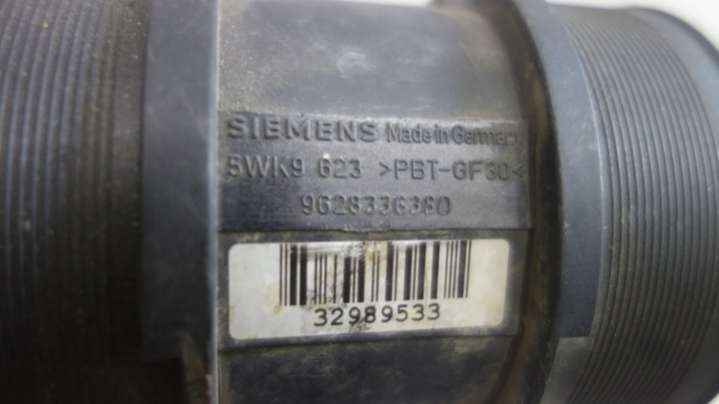 SIEMENS Made in Germany
5WK9 623 >PBT-GF30<
9628336380
32989533